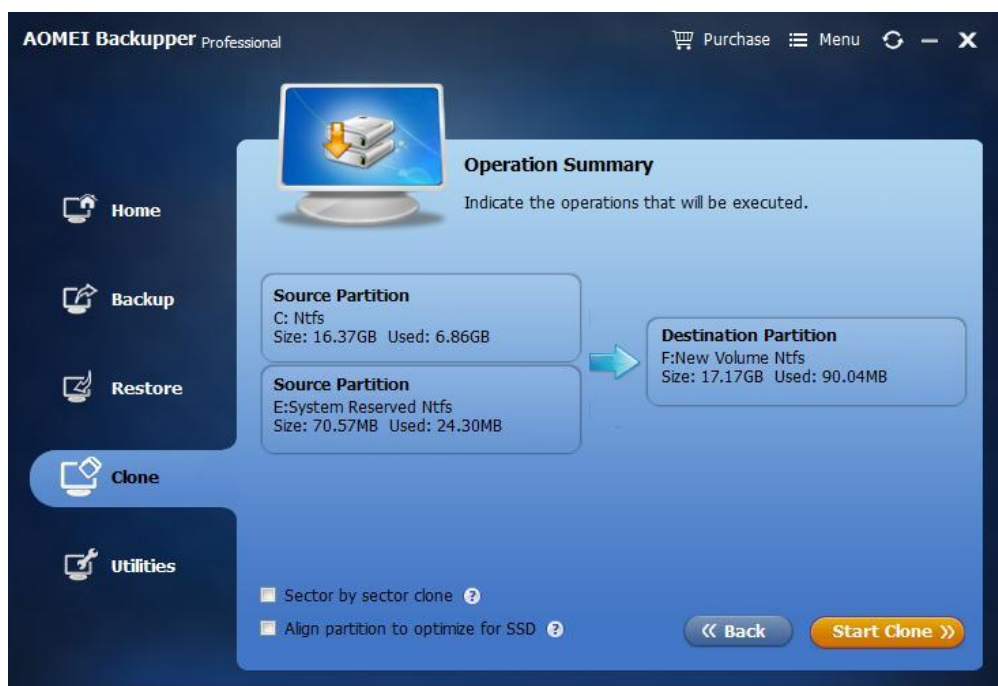 AOMEI Backupper Professional
Purchase
Menu
Operation Summary
Indicate the operations that will be executed.
Home
Backup
Restore
Clone
Utilities
Source Partition
C: Ntfs
Size: 16.37GB Used: 6.86GB
Source Partition
E:System Reserved Ntfs
Size: 70.57MB Used: 24.30MB
Destination Partition
F:New Volume Ntfs
Size: 17.17GB Used: 90.04MB
Sector by sector clone ?
Align partition to optimize for SSD ?
Back
Start Clone